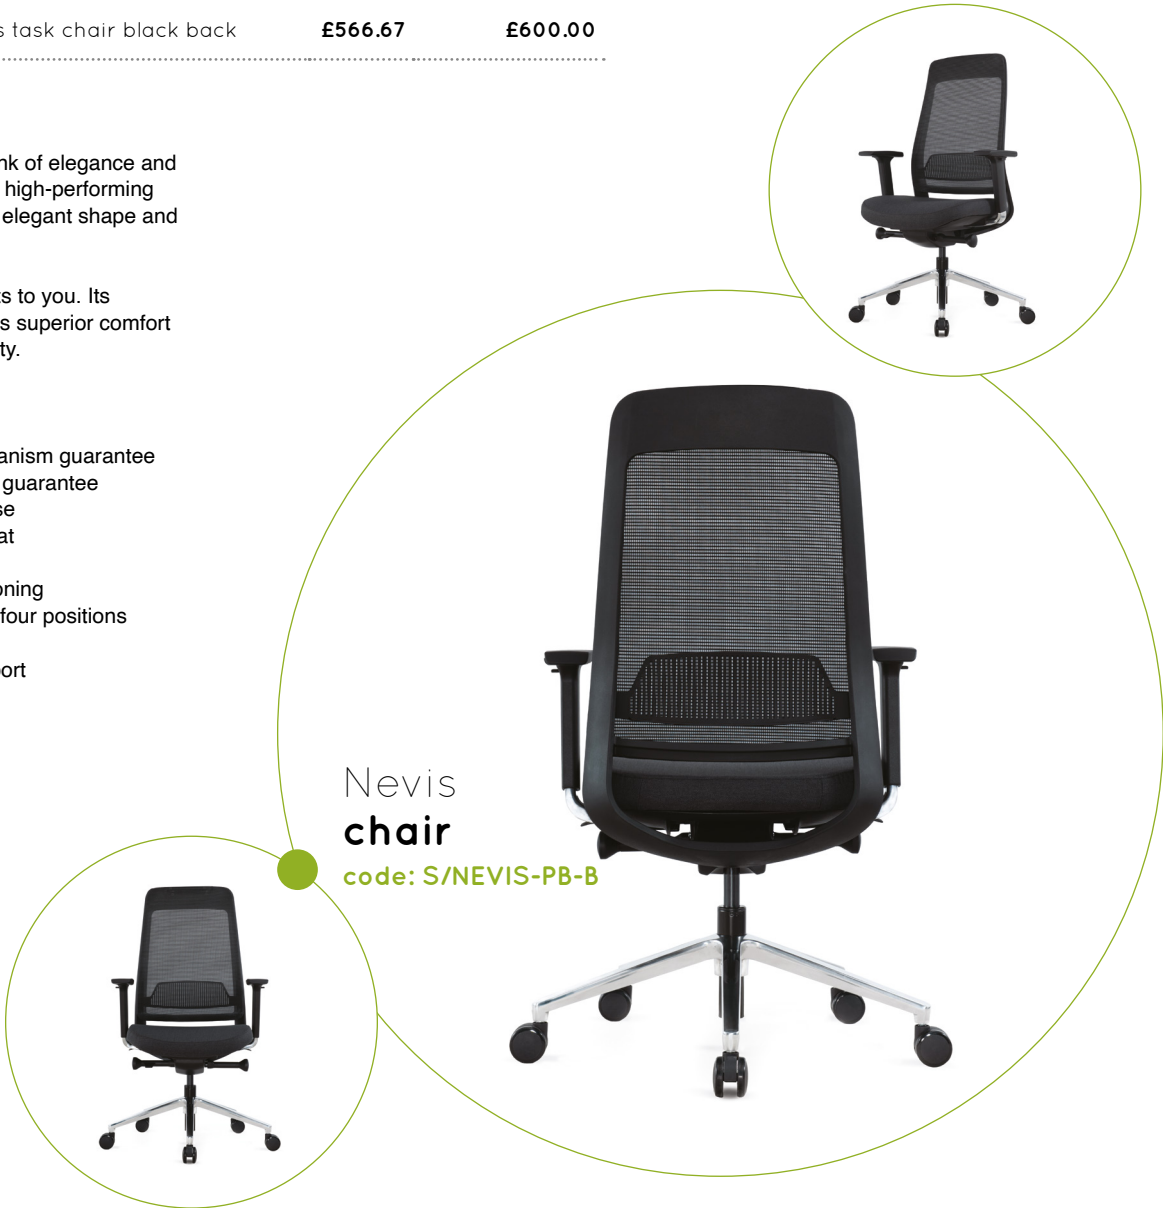 s task chair black back £566.67 £600.00
nk of elegance and
high-performing
elegant shape and
ts to you. Its
s superior comfort
ty.
anism guarantee
guarantee
se
at
oning
four positions
ort
Nevis
chair
code: S/NEVIS-PB-B